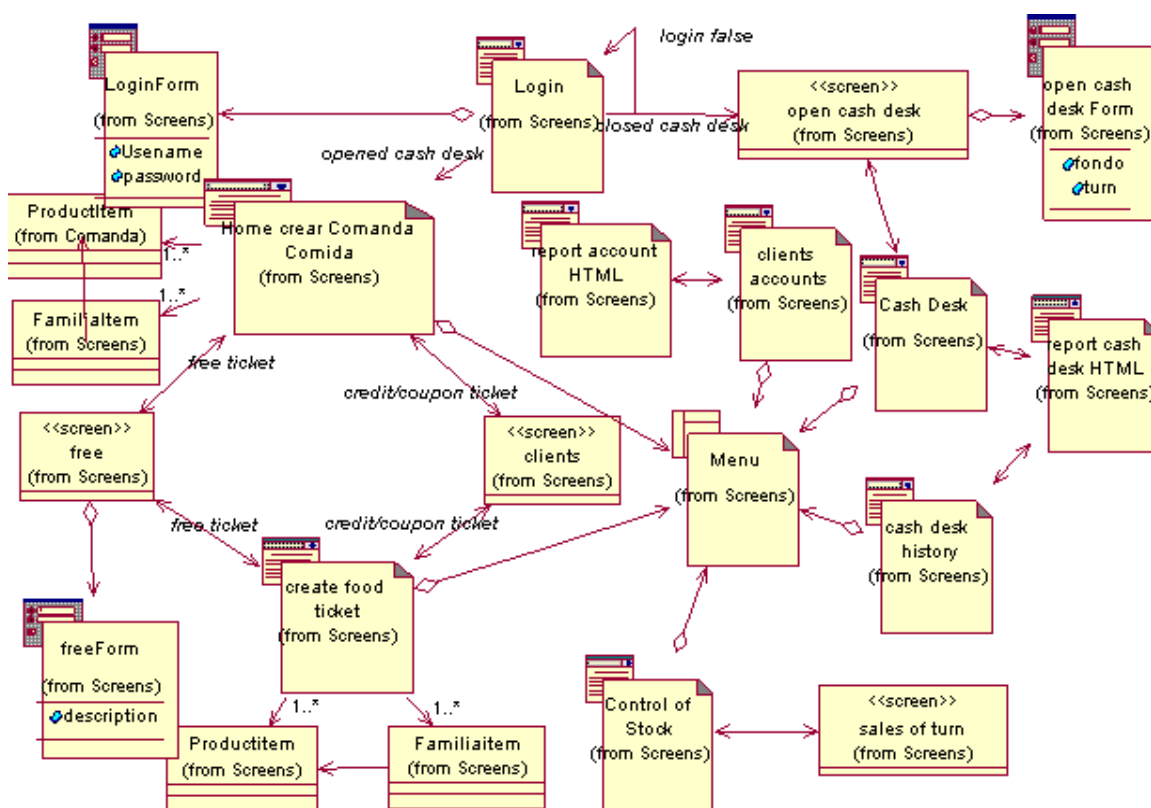 login false
LoginForm
(from Screens)
Usename
password
Login
(from Screens)
closed cash desk
opened cash desk
<<screen>>
open cash desk
(from Screens)
open cash
desk Form
(from Screens)
fondo
turn
ProductItem
(from Comanda)
1..*
1..*
Home crear Comanda
Comida
(from Screens)
report account
HTML
(from Screens)
clients
accounts
(from Screens)
Cash Desk
(from Screens)
report cash
desk HTML
(from Screens)
FamiliaItem
(from Screens)
free ticket
credit/coupon ticket
<<screen>>
free
(from Screens)
<<screen>>
clients
(from Screens)
Menu
(from Screens)
free ticket
credit/coupon ticket
cash desk
history
(from Screens)
create food
ticket
(from Screens)
freeForm
(from Screens)
description
1..*
1..*
Productitem
(from Screens)
Familiaitem
(from Screens)
Control of
Stock
(from Screens)
<<screen>>
sales of turn
(from Screens)